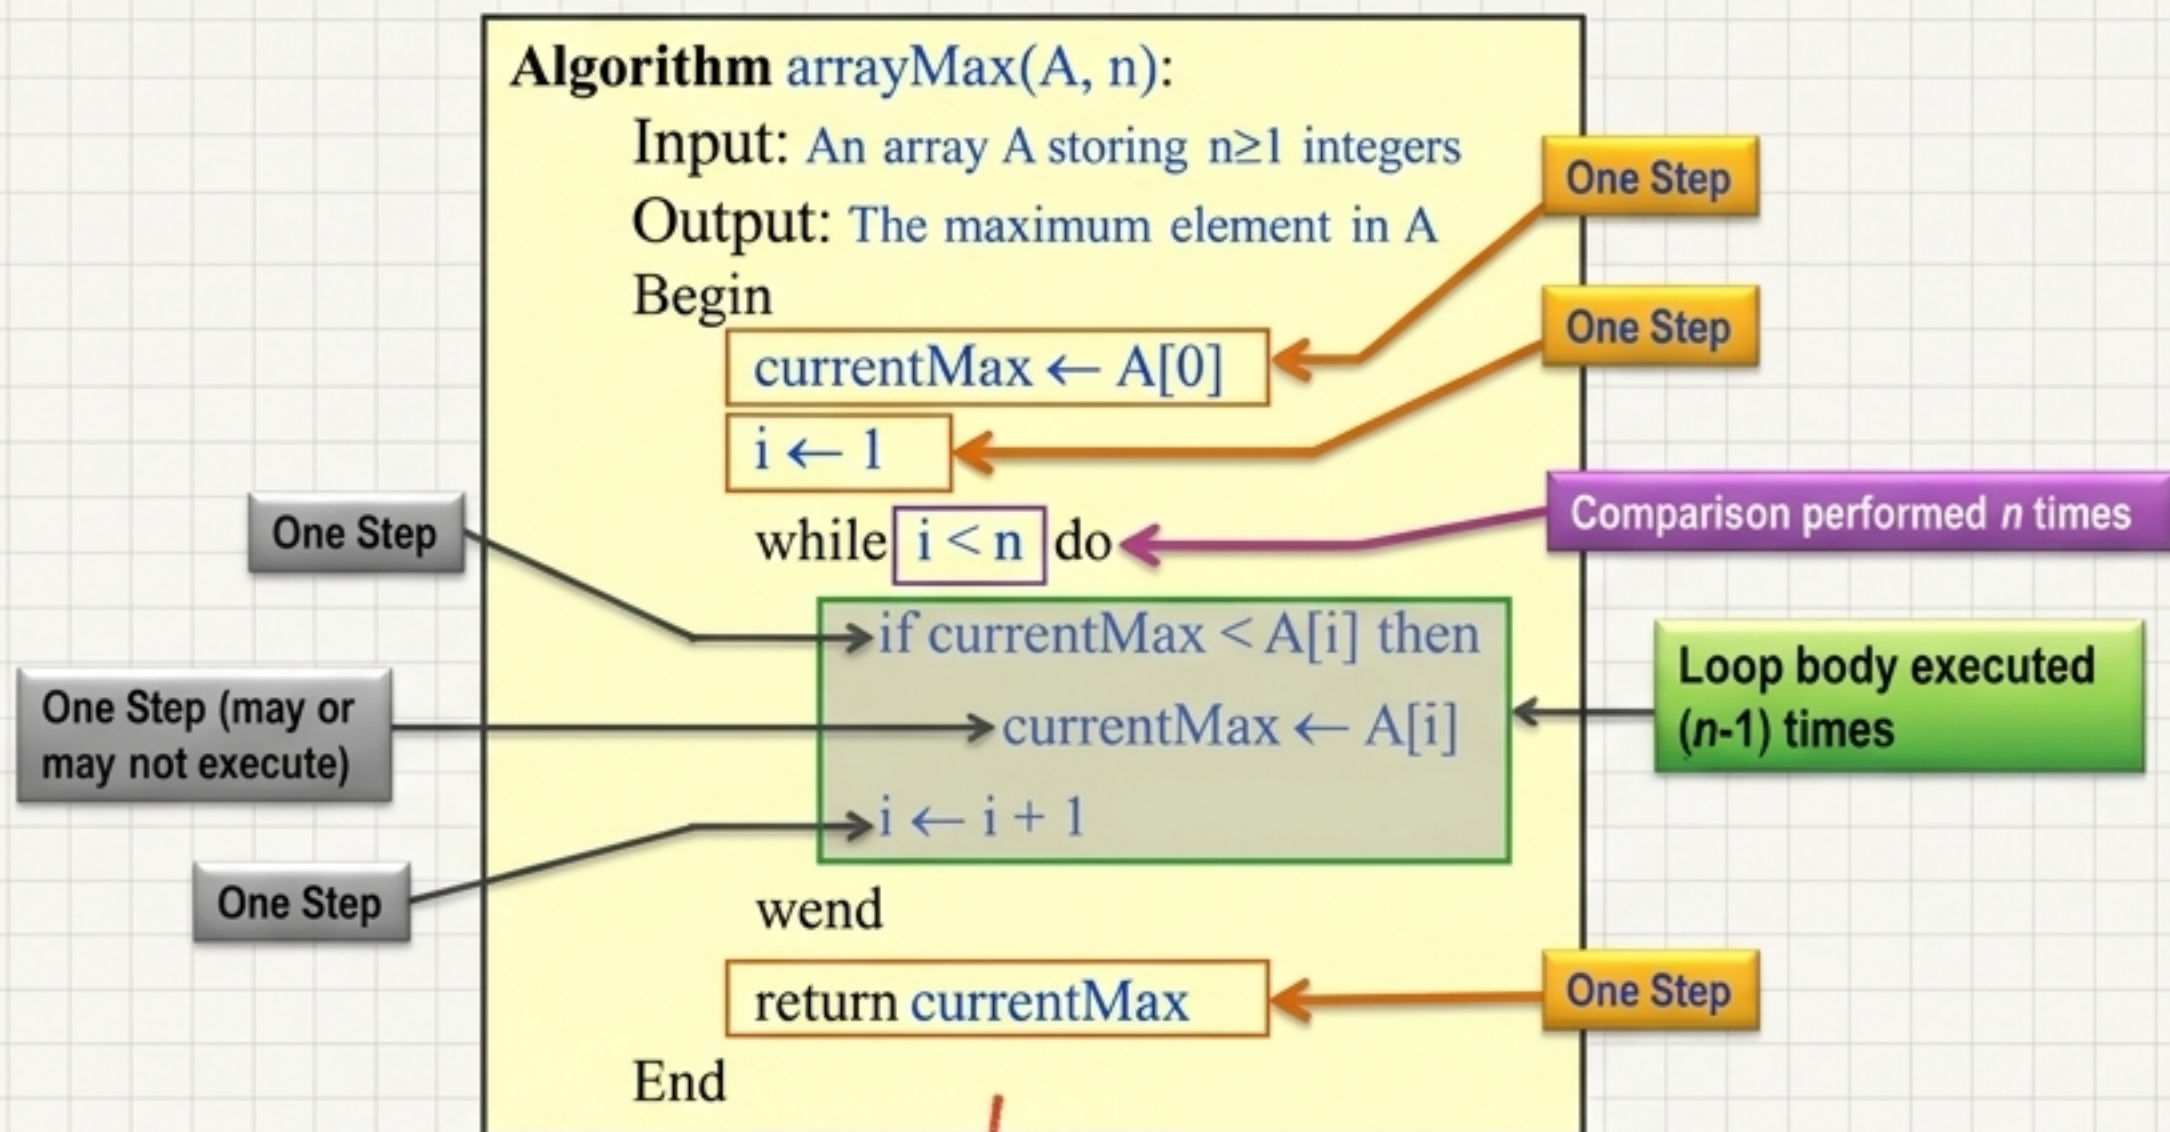 Algorithm arrayMax(A, n):
Input: An array A storing n≥1 integers
One Step
Output: The maximum element in A
Begin
One Step
currentMax ← A[0]
i ← 1
One Step
while i < n do
Comparison performed n times
if currentMax < A[i] then
Loop body executed
(n-1) times
One Step (may or
may not execute)
currentMax ← A[i]
i ← i + 1
One Step
wend
return currentMax
One Step
End